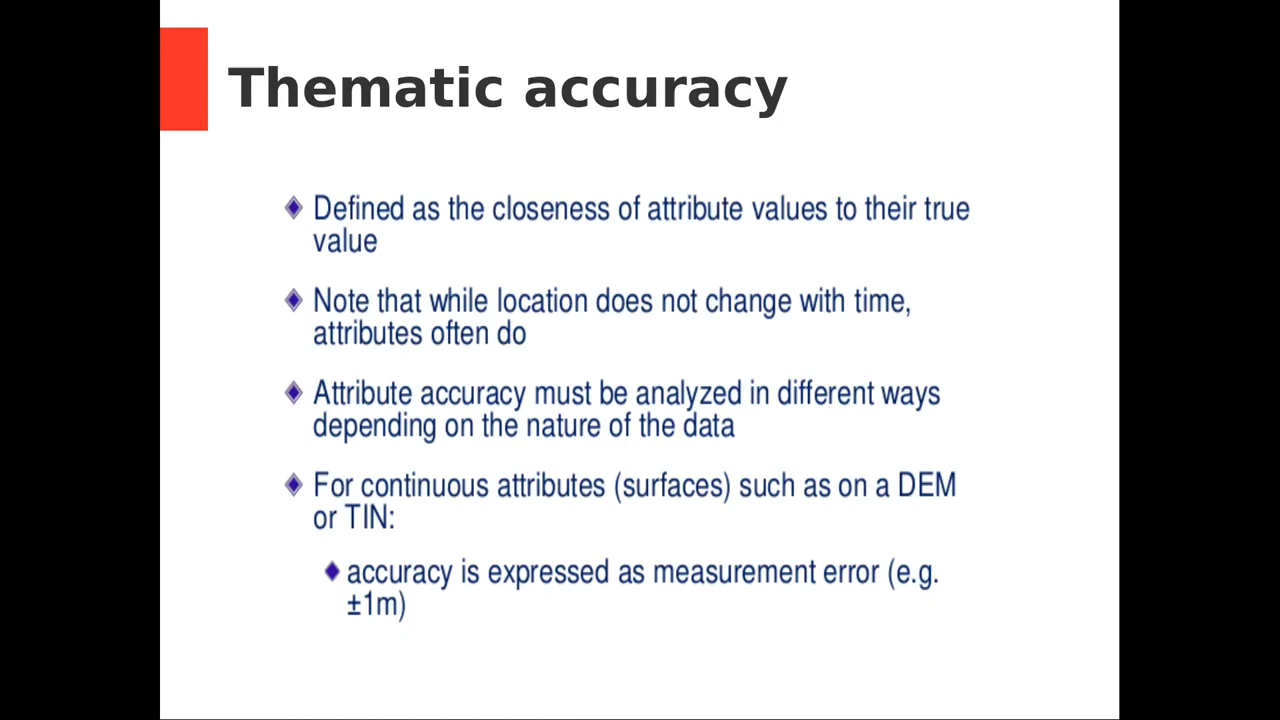 Thematic accuracy
Defined as the closeness of attribute values to their true
value
Note that while location does not change with time,
attributes often do
Attribute accuracy must be analyzed in different ways
depending on the nature of the data
For continuous attributes (surfaces) such as on a DEM
or TIN:
accuracy is expressed as measurement error (e.g.
±1m)